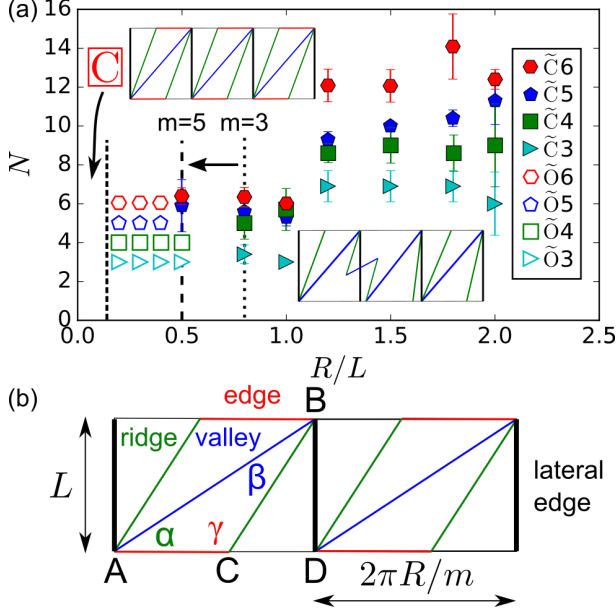 (a)
16
14
12
10
8
6
4
2
0
N
C
m=5 m=3
C̃6
C̃5
C̃4
C̃3
Õ6
Õ5
Õ4
Õ3
0.0 0.5 1.0 1.5 2.0 2.5
R/L
(b)
edge B
ridge valley
β
L
α γ
lateral
edge
A C D 2πR/m